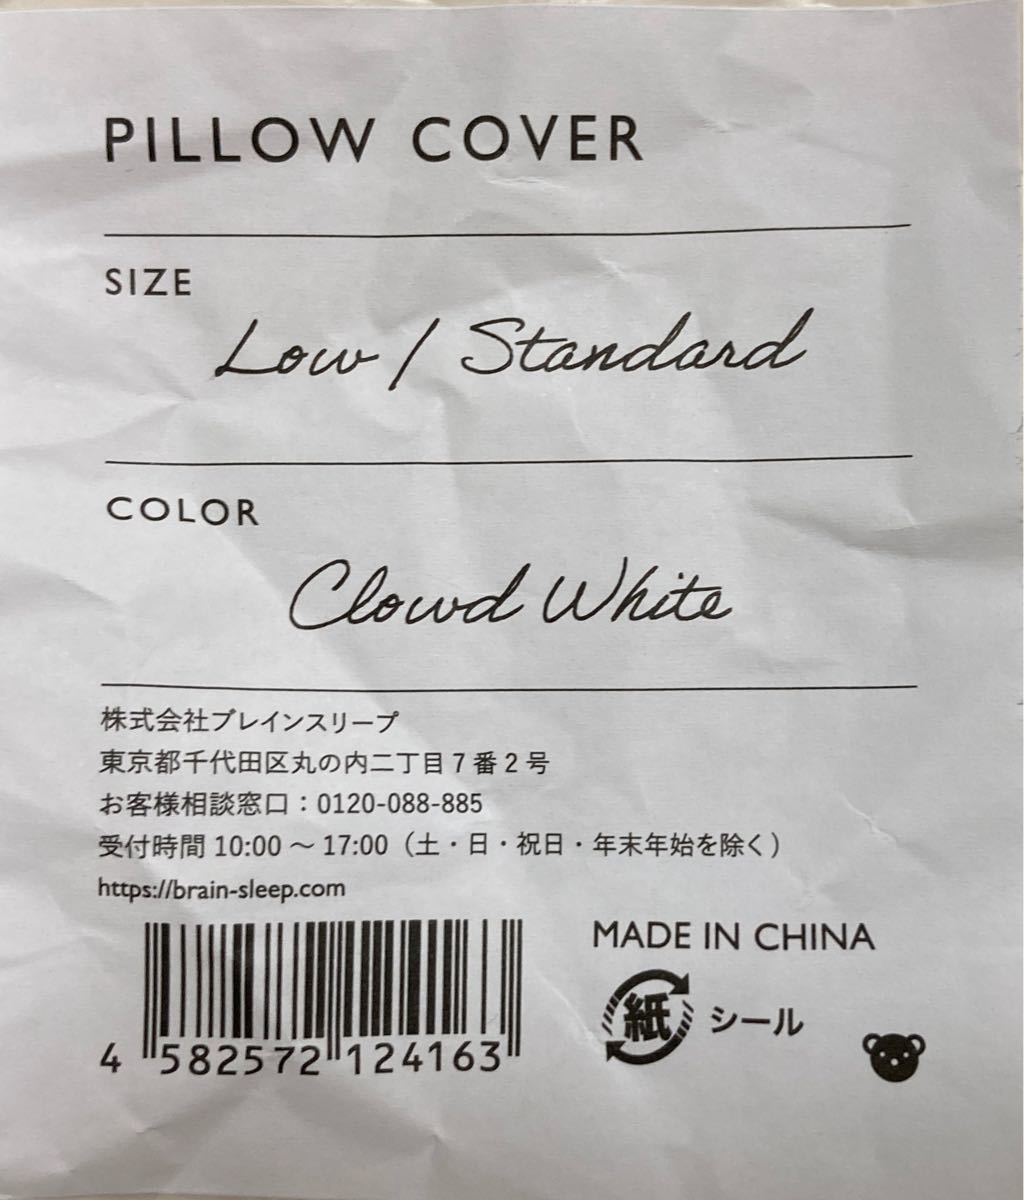 PILLOW COVER
SIZE
Low / Standard
COLOR
Clowd White
株式会社ブレインスリープ
東京都千代田区丸の内二丁目7番2号
お客様相談窓口：0120-088-885
受付時間 10:00 〜 17:00（土・日・祝日・年末年始を除く）
https://brain-sleep.com
MADE IN CHINA
紙 シール
4 582572 124163